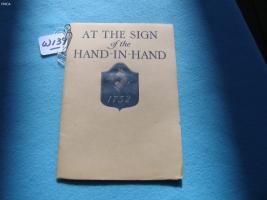 AT THE SIGN
of the
HAND-IN-HAND
1752
W139